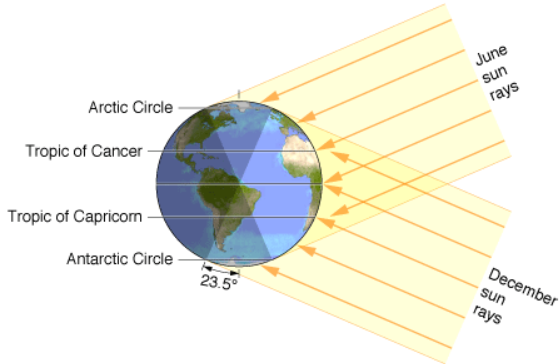 June
sun
rays
Arctic Circle
Tropic of Cancer
Tropic of Capricorn
Antarctic Circle
23.5°
December
sun
rays